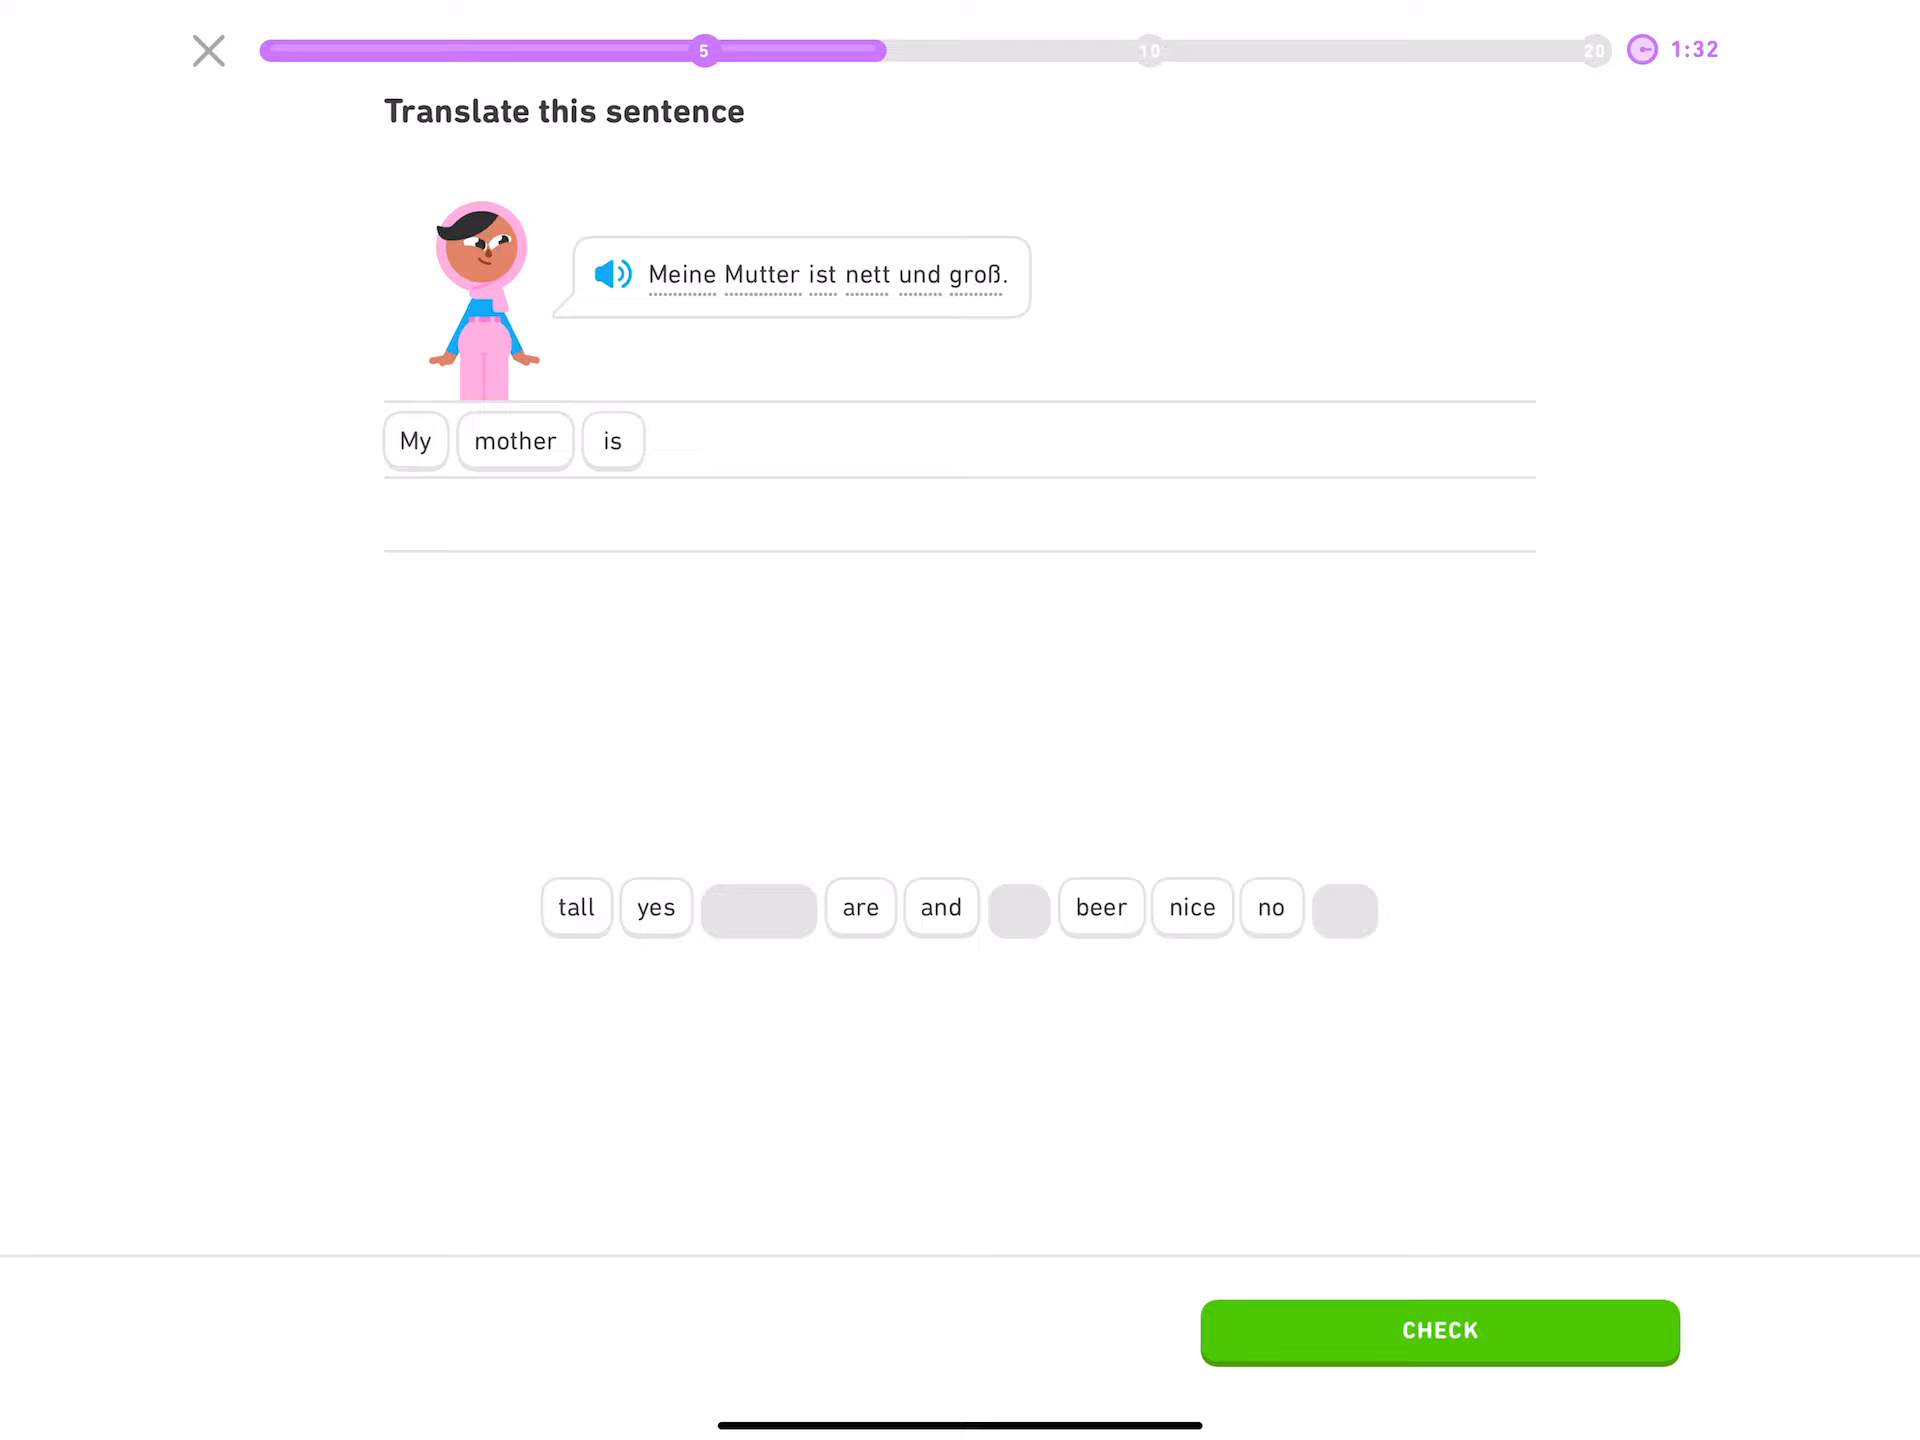 5 10 20 1:32
Translate this sentence
Meine Mutter ist nett und groß.
My mother is
tall yes are and beer nice no
CHECK